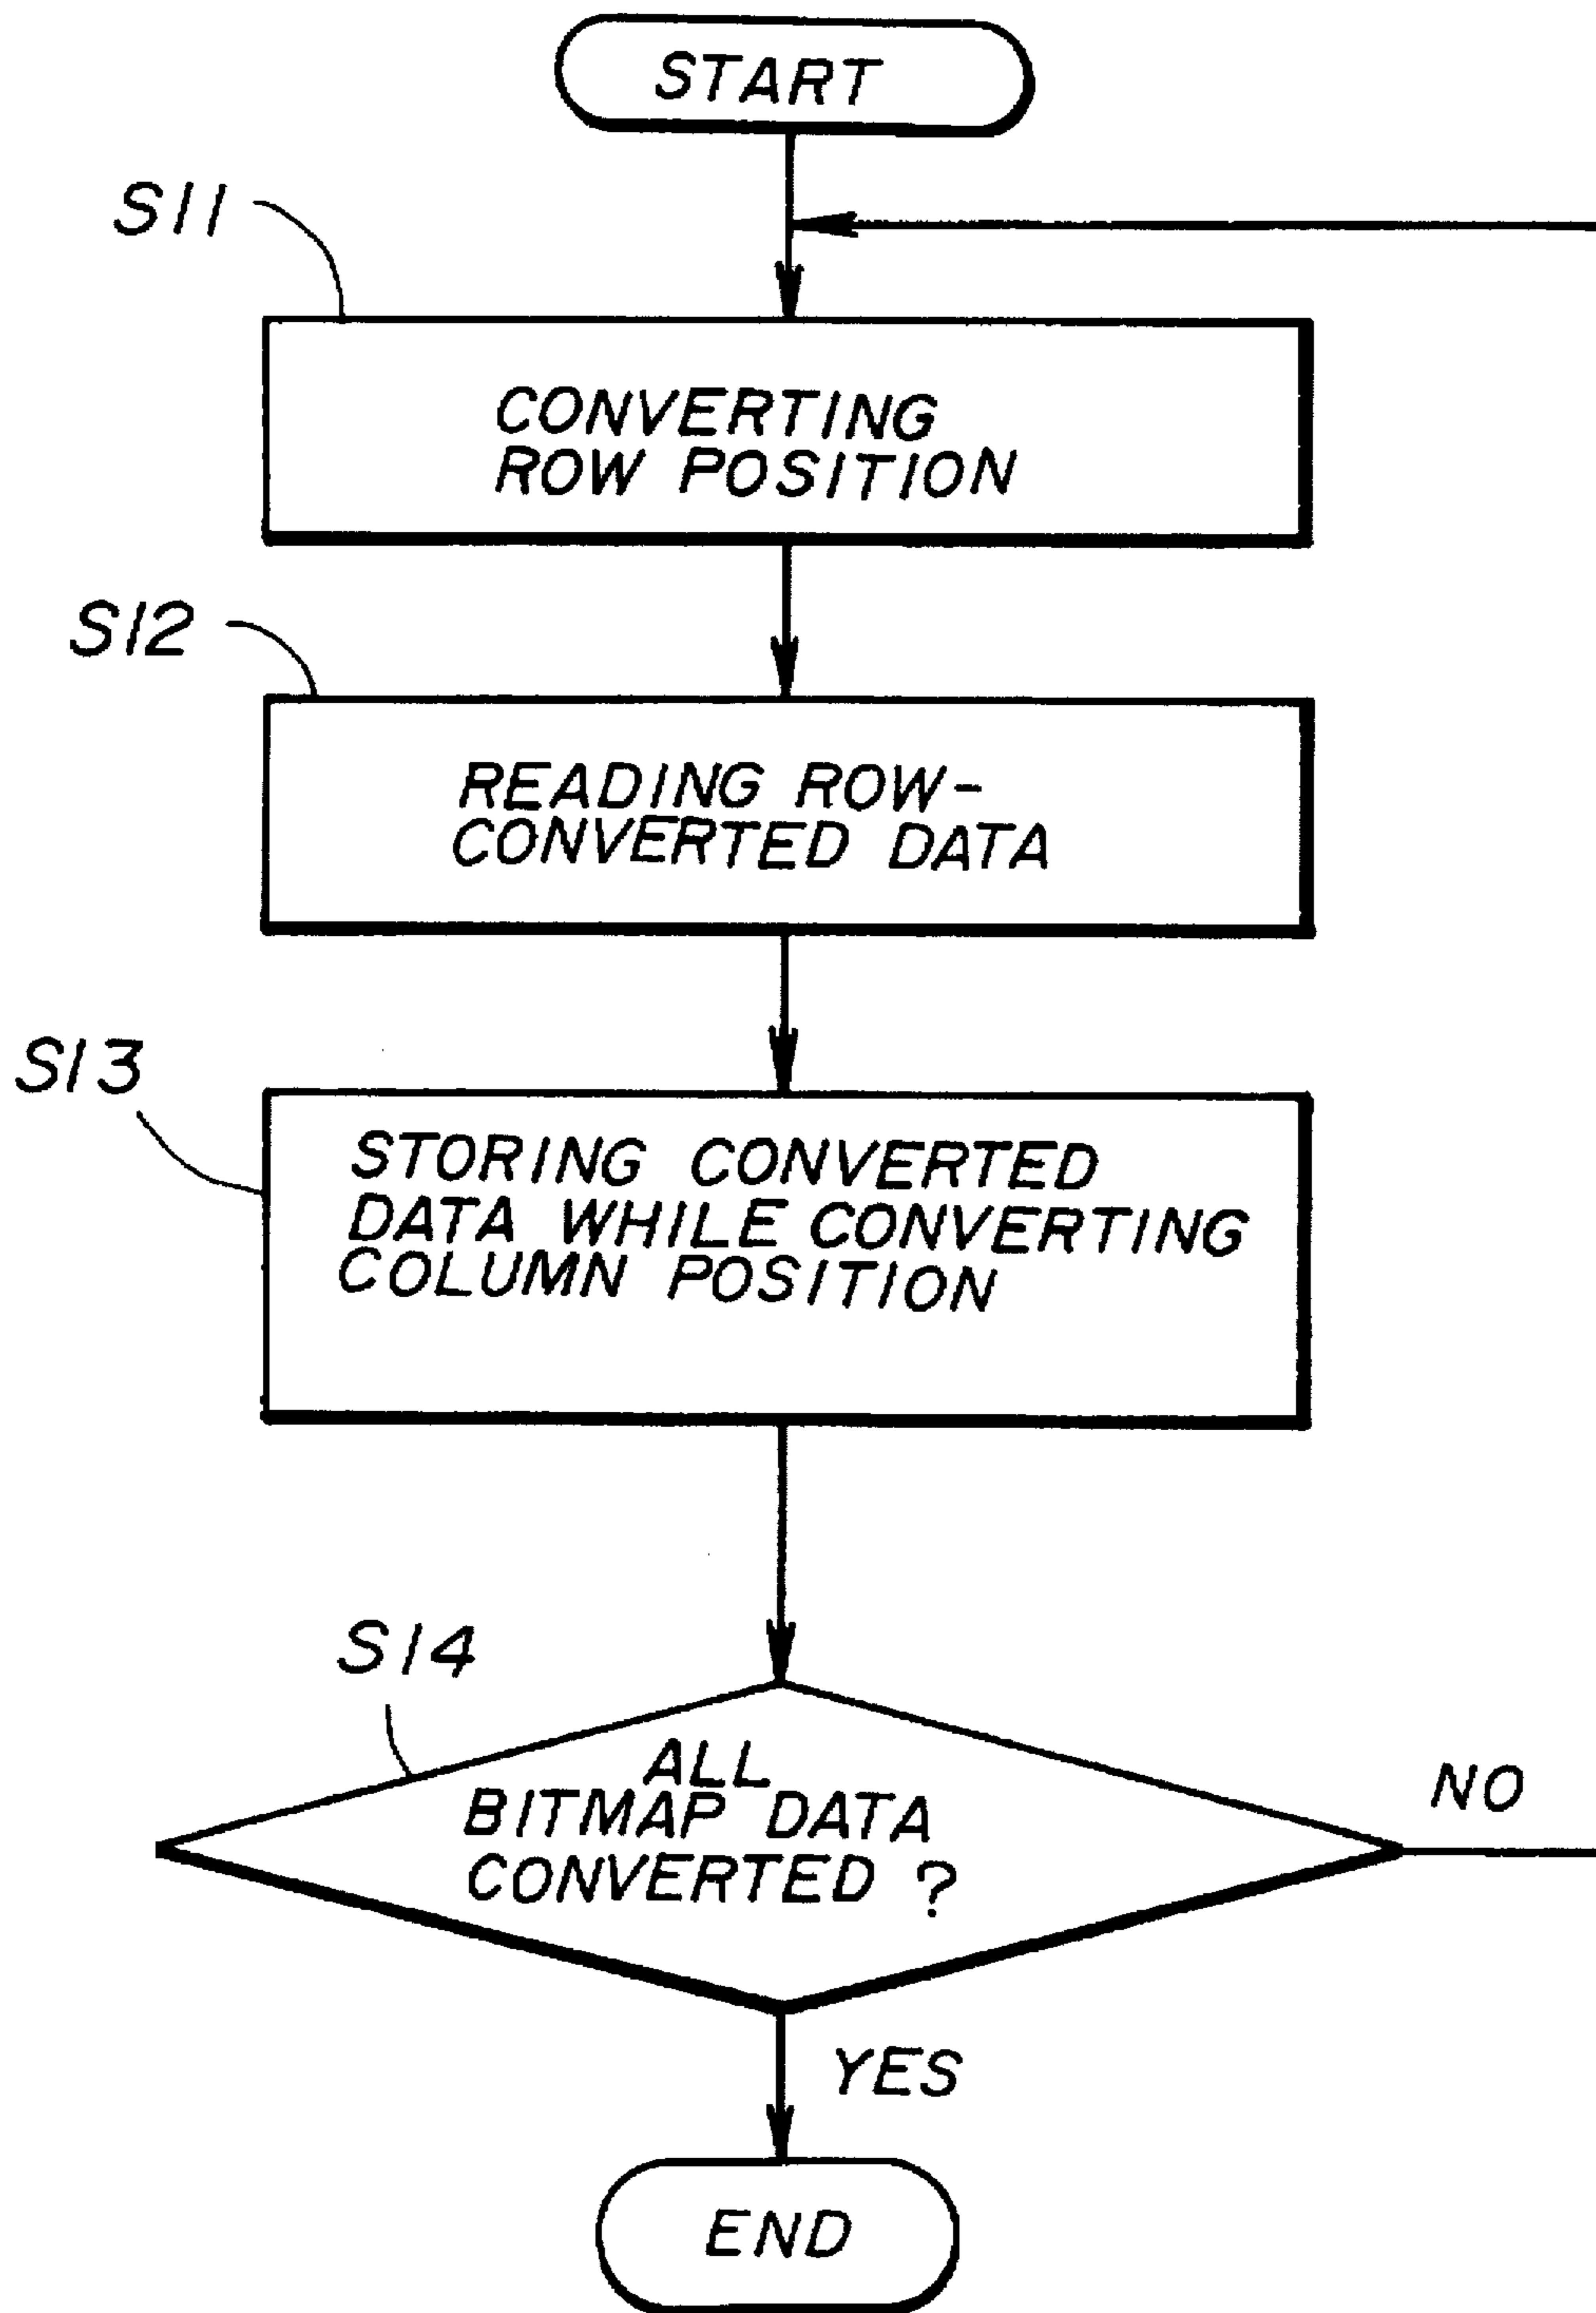 START
S11
CONVERTING
ROW POSITION
S12
READING ROW-
CONVERTED DATA
S13
STORING CONVERTED
DATA WHILE CONVERTING
COLUMN POSITION
S14
ALL
BITMAP DATA
CONVERTED ?
NO
YES
END